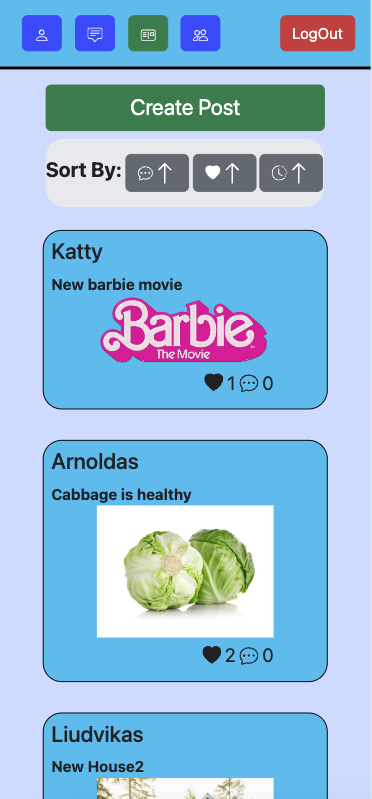 LogOut
Create Post
Sort By:
Katty
New barbie movie
Barbie
The Movie
1 0
Arnoldas
Cabbage is healthy
2 0
Liudvikas
New House2